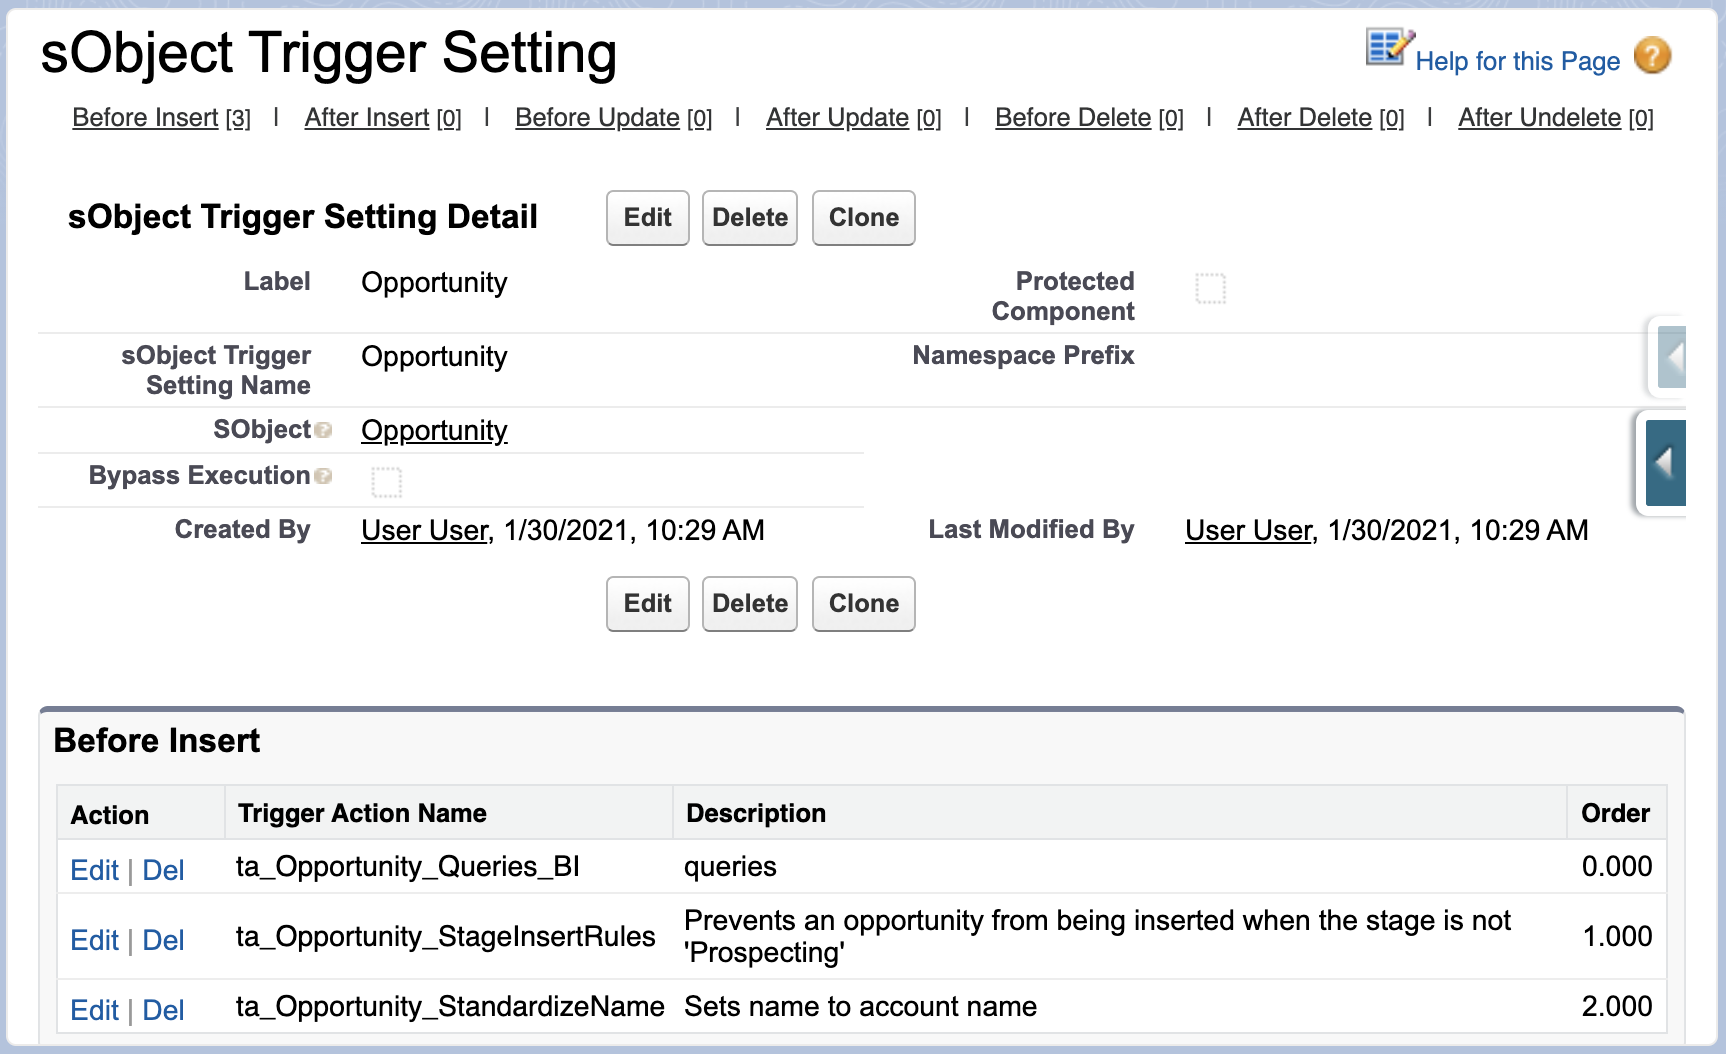 sObject Trigger Setting
Help for this Page ?
Before Insert [3] | After Insert [0] | Before Update [0] | After Update [0] | Before Delete [0] | After Delete [0] | After Undelete [0]
sObject Trigger Setting Detail
Edit Delete Clone
Label Opportunity Protected Component
sObject Trigger Setting Name Opportunity Namespace Prefix
SObject ? Opportunity
Bypass Execution ?
Created By User User, 1/30/2021, 10:29 AM Last Modified By User User, 1/30/2021, 10:29 AM
Edit Delete Clone
Before Insert
Action Trigger Action Name Description Order
Edit | Del ta_Opportunity_Queries_BI queries 0.000
Edit | Del ta_Opportunity_StageInsertRules Prevents an opportunity from being inserted when the stage is not 'Prospecting' 1.000
Edit | Del ta_Opportunity_StandardizeName Sets name to account name 2.000